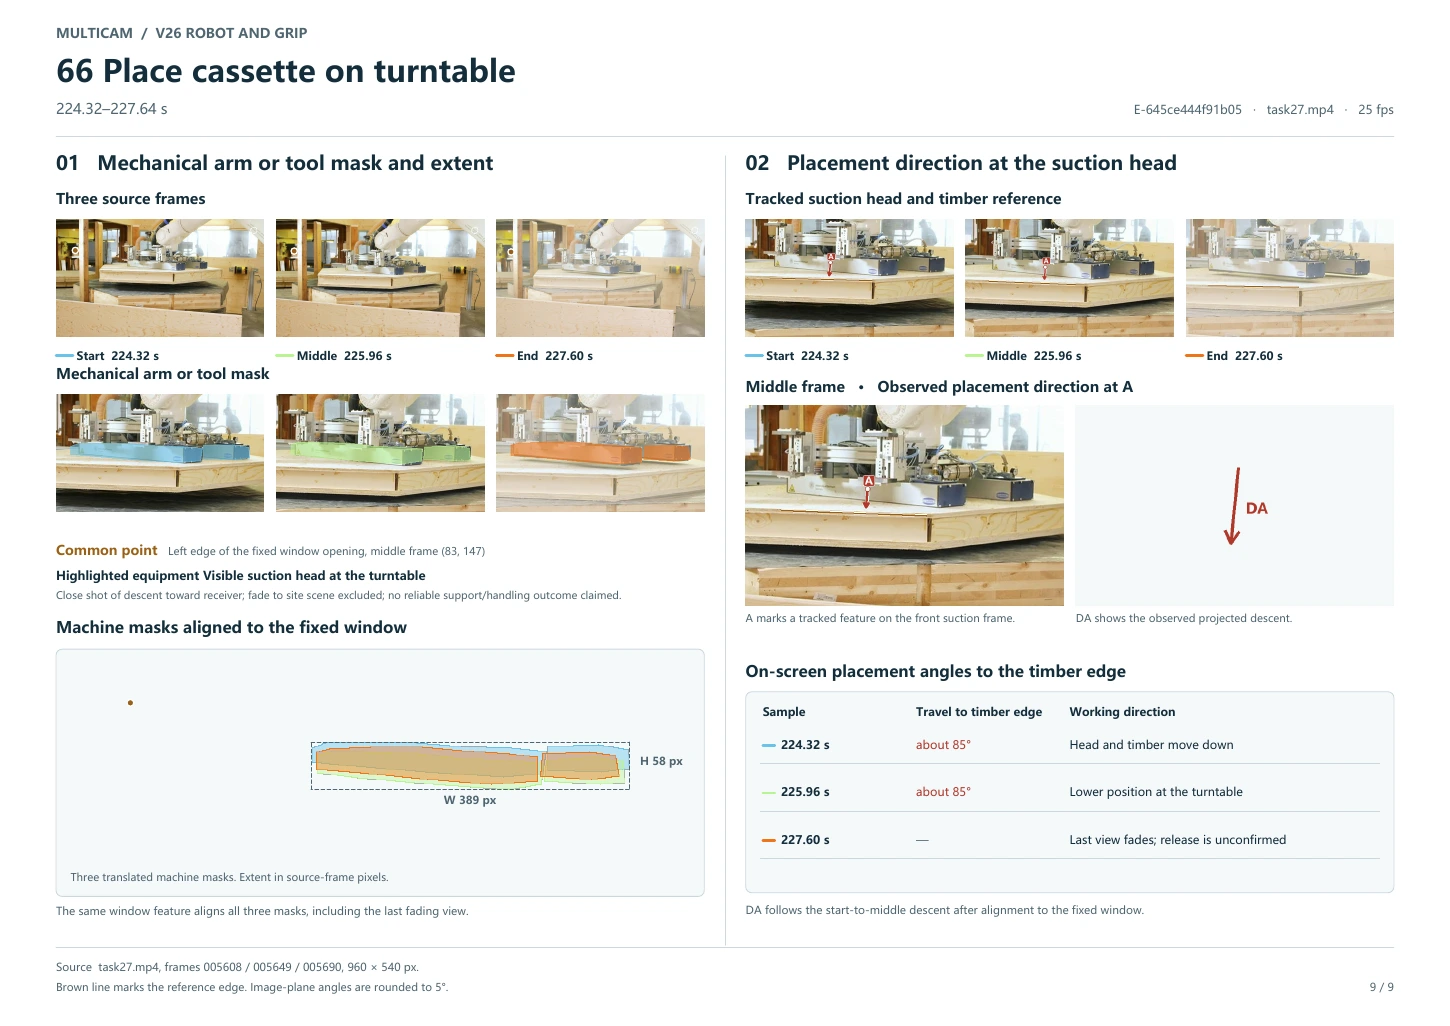 MULTICAM / V26 ROBOT AND GRIP
66 Place cassette on turntable
224.32–227.64 s
E-645ce444f91b05 · task27.mp4 · 25 fps
01 Mechanical arm or tool mask and extent
Three source frames
Start 224.32 s
Middle 225.96 s
End 227.60 s
Mechanical arm or tool mask
Common point Left edge of the fixed window opening, middle frame (83, 147)
Highlighted equipment Visible suction head at the turntable
Close shot of descent toward receiver; fade to site scene excluded; no reliable support/handling outcome claimed.
Machine masks aligned to the fixed window
H 58 px
W 389 px
Three translated machine masks. Extent in source-frame pixels.
The same window feature aligns all three masks, including the last fading view.
02 Placement direction at the suction head
Tracked suction head and timber reference
A
A
Start 224.32 s
Middle 225.96 s
End 227.60 s
Middle frame • Observed placement direction at A
A
DA
A marks a tracked feature on the front suction frame.
DA shows the observed projected descent.
On-screen placement angles to the timber edge
Sample Travel to timber edge Working direction
224.32 s about 85° Head and timber move down
225.96 s about 85° Lower position at the turntable
227.60 s — Last view fades; release is unconfirmed
DA follows the start-to-middle descent after alignment to the fixed window.
Source task27.mp4, frames 005608 / 005649 / 005690, 960 × 540 px.
Brown line marks the reference edge. Image-plane angles are rounded to 5°.
9 / 9